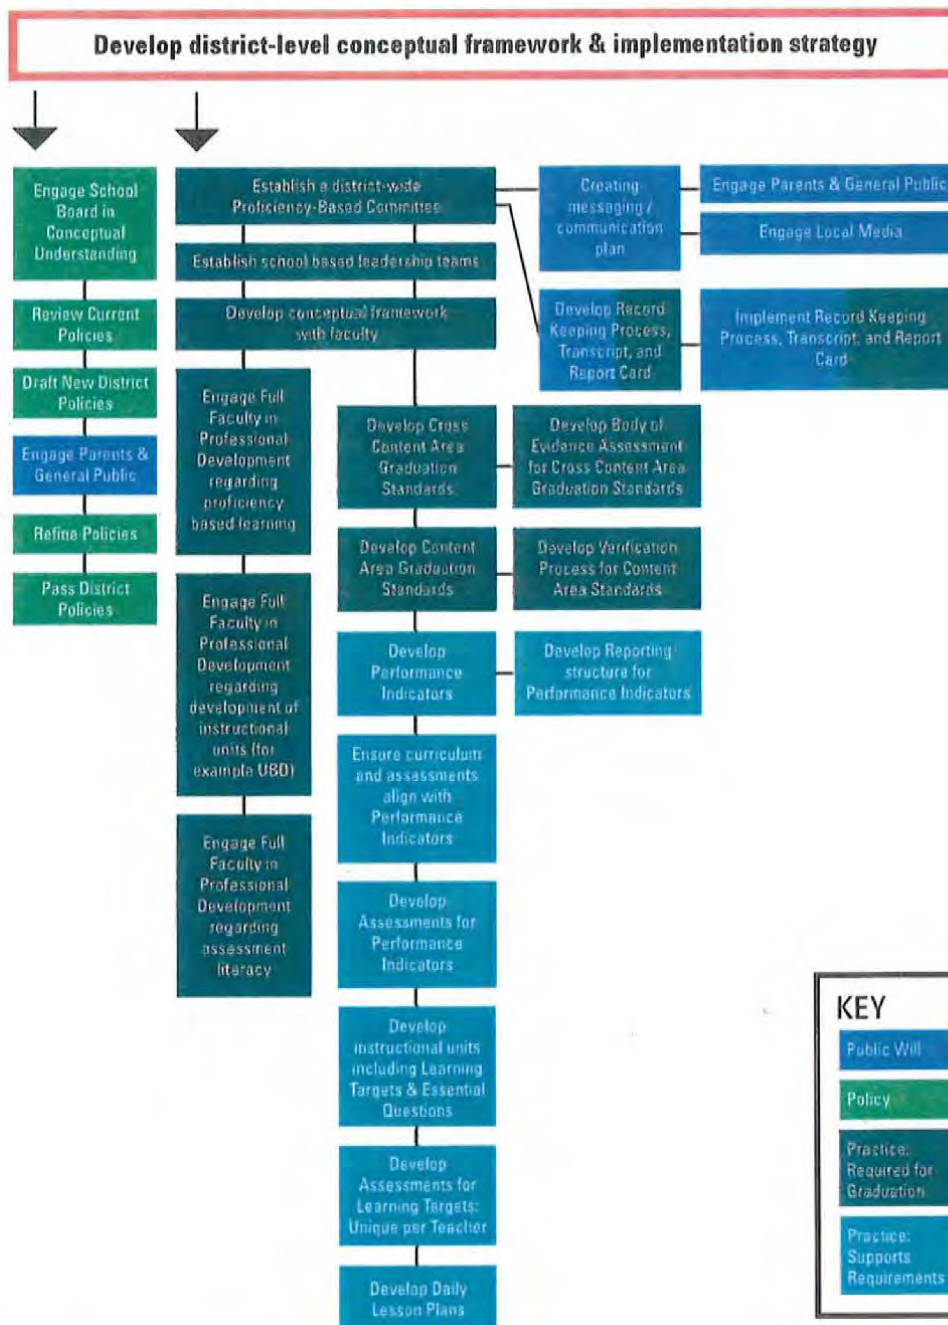 Develop district-level conceptual framework & implementation strategy
Engage School
Board in
Conceptual
Understanding
Review Current
Policies
Draft New District
Policies
Engage Parents &
General Public
Refine Policies
Pass District
Policies
Establish a district-wide
Proficiency-Based Committee
Establish school based leadership teams
Develop conceptual framework
with faculty
Engage Full
Faculty in
Professional
Development
regarding
proficiency
based learning
Engage Full
Faculty in
Professional
Development
regarding
development of
instructional
units (for
example UBD)
Engage Full
Faculty in
Professional
Development
regarding
assessment
literacy
Creating
messaging /
communication
plan
Engage Parents & General Public
Engage Local Media
Develop Record
Keeping Process,
Transcript, and
Report Card
Implement Record Keeping
Process, Transcript, and Report
Card
Develop Cross
Content Area
Graduation
Standards
Develop Body of
Evidence Assessment
for Cross Content Area
Graduation Standards
Develop Content
Area Graduation
Standards
Develop Verification
Process for Content
Area Standards
Develop
Performance
Indicators
Develop Reporting
structure for
Performance Indicators
Ensure curriculum
and assessments
align with
Performance
Indicators
Develop
Assessments for
Performance
Indicators
Develop
instructional units
including Learning
Targets & Essential
Questions
Develop
Assessments for
Learning Targets:
Unique per Teacher
Develop Daily
Lesson Plans
KEY
Public Will
Policy
Practice:
Required for
Graduation
Practice:
Supports
Requirements